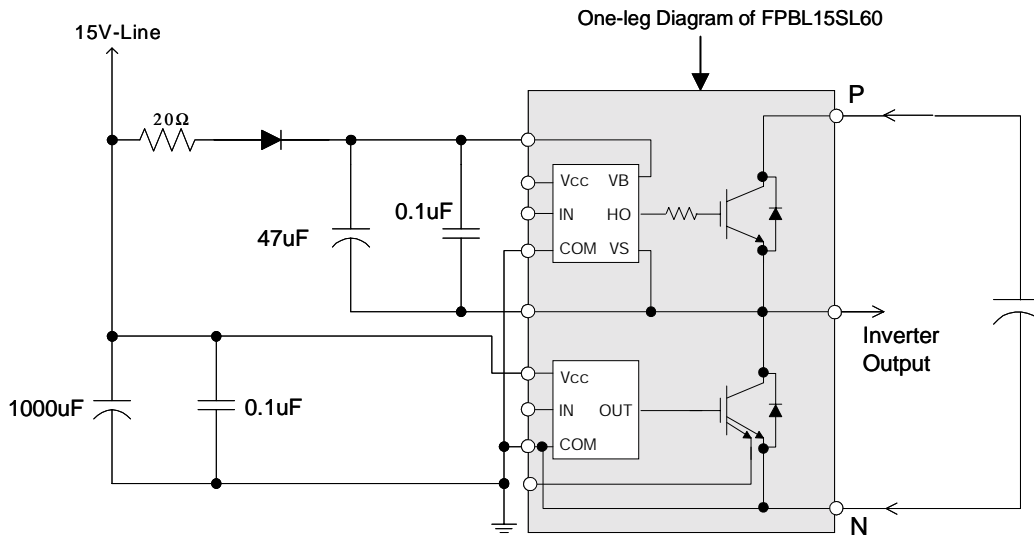 One-leg Diagram of FPBL15SL60
15V-Line
P
20Ω
Vcc VB
IN HO
COM VS
0.1uF
47uF
Inverter
Output
Vcc
IN OUT
COM
1000uF
0.1uF
N